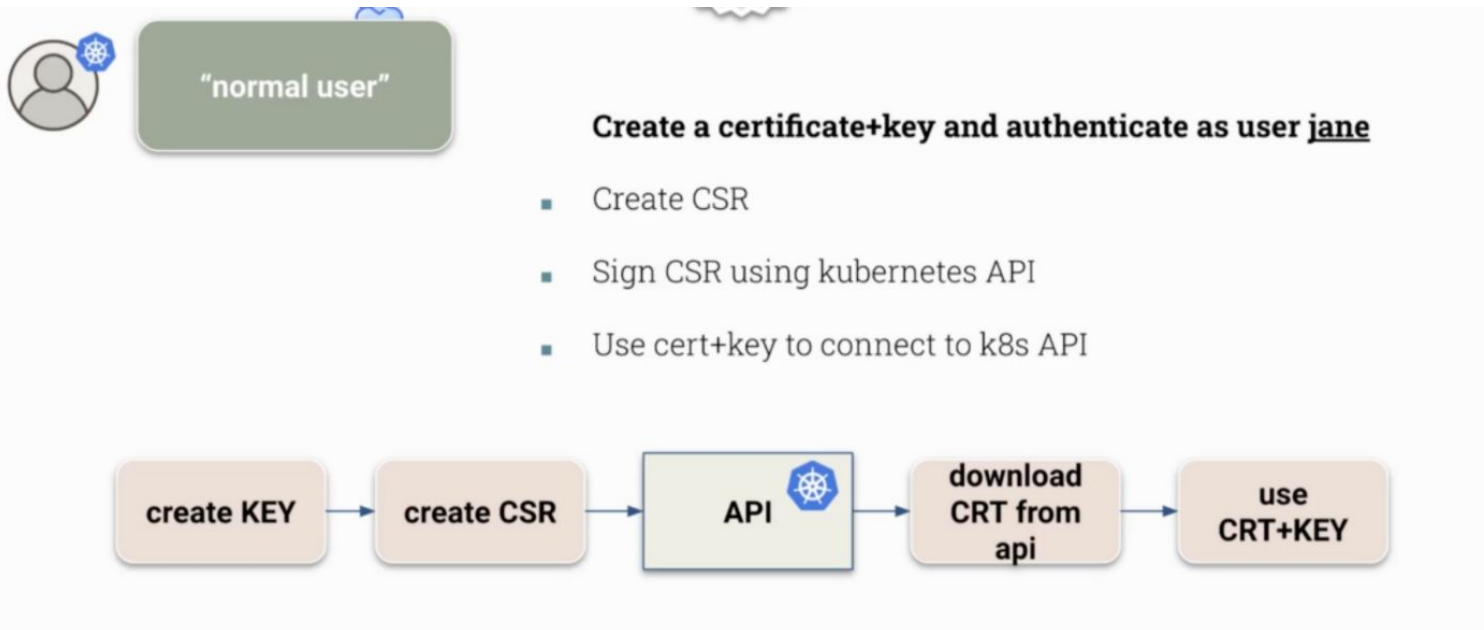 “normal user”
Create a certificate+key and authenticate as user jane
Create CSR
Sign CSR using kubernetes API
Use cert+key to connect to k8s API
create KEY
create CSR
API
download
CRT from
api
use
CRT+KEY